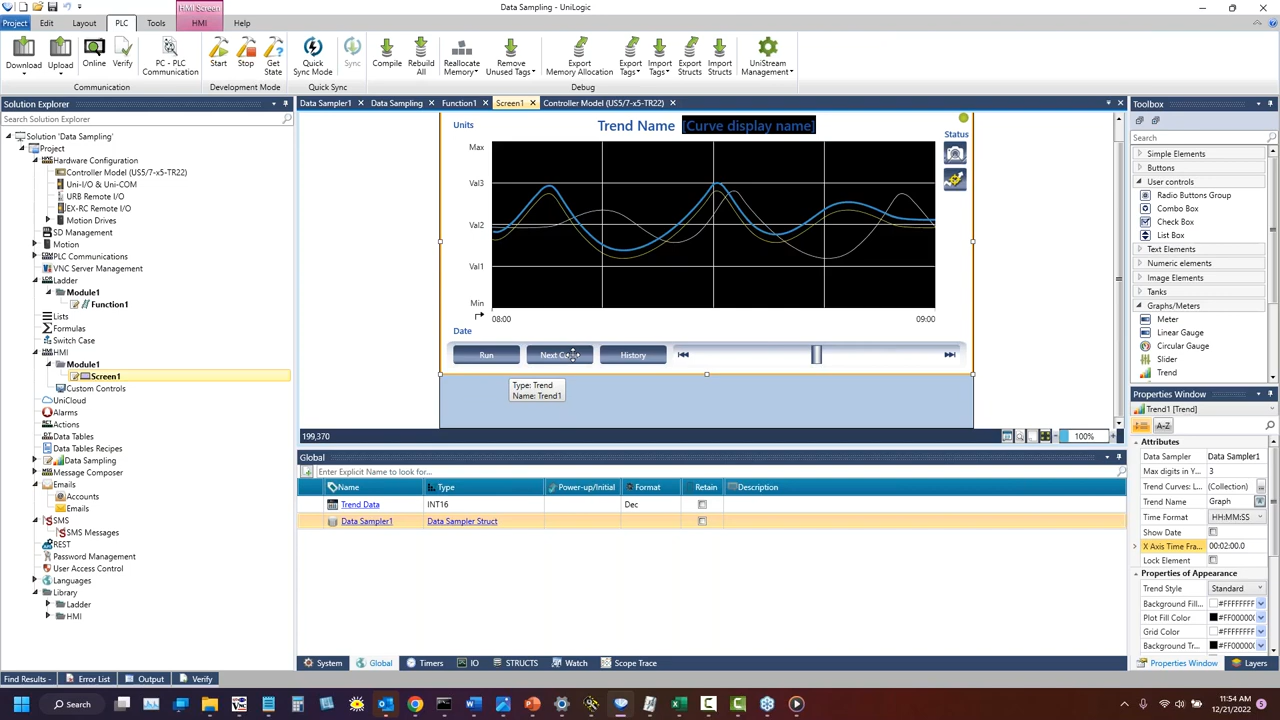 Data Sampling - UniLogic
HMI Screen
Project Edit Layout PLC Tools HMI Help
Download Upload Online Verify PC - PLC Communication Start Stop Get State Quick Sync Mode Sync Compile Rebuild All Reallocate Memory Remove Unused Tags Export Memory Allocation Export Tags Import Tags Export Structs Import Structs UniStream Management
Communication Development Mode Quick Sync Debug
Solution Explorer
Search Solution Explorer
Solution 'Data Sampling'
Project
Hardware Configuration
Controller Model (US5/7-x5-TR22)
Uni-I/O & Uni-COM
URB Remote I/O
EX-RC Remote I/O
Motion Drives
SD Management
Motion
PLC Communications
VNC Server Management
Ladder
Module1
Function1
Lists
Formulas
Switch Case
HMI
Module1
Screen1
Custom Controls
UniCloud
Alarms
Actions
Data Tables
Data Tables Recipes
Data Sampling
Message Composer
Emails
Accounts
Emails
SMS
SMS Messages
REST
Password Management
User Access Control
Languages
Library
Ladder
HMI
Data Sampler1 Data Sampling Function1 Screen1 Controller Model (US5/7-x5-TR22)
Units Trend Name [Curve display name]
Status
Max
Val3
Val2
Val1
Min
08:00 09:00
Date
Run Next Cu History
Type: Trend
Name: Trend1
199,370 100%
Global
Enter Explicit Name to look for...
Name Type Power-up/Initial Format Retain Description
Trend Data INT16 Dec
Data Sampler1 Data Sampler Struct
System Global Timers IO STRUCTS Watch Scope Trace
Toolbox
Search
Simple Elements
Buttons
User controls
Radio Buttons Group
Combo Box
Check Box
List Box
Text Elements
Numeric elements
Image Elements
Tanks
Graphs/Meters
Meter
Linear Gauge
Circular Gauge
Slider
Trend
Properties Window
Trend1 [Trend]
A-Z
Attributes
Data Sampler Data Sampler1
Max digits in Y... 3
Trend Curves: L... (Collection)
Trend Name Graph
Time Format HH:MM:SS
Show Date
X Axis Time Fra... 00:02:00.0
Lock Element
Properties of Appearance
Trend Style Standard
Background Fill... #FFFFFFFF
Plot Fill Color #FF00000
Grid Color #FFFFFFFF
Background Tr... #FF00000
Properties Window Layers
Find Results - Error List Output Verify
Search
11:54 AM
12/21/2022